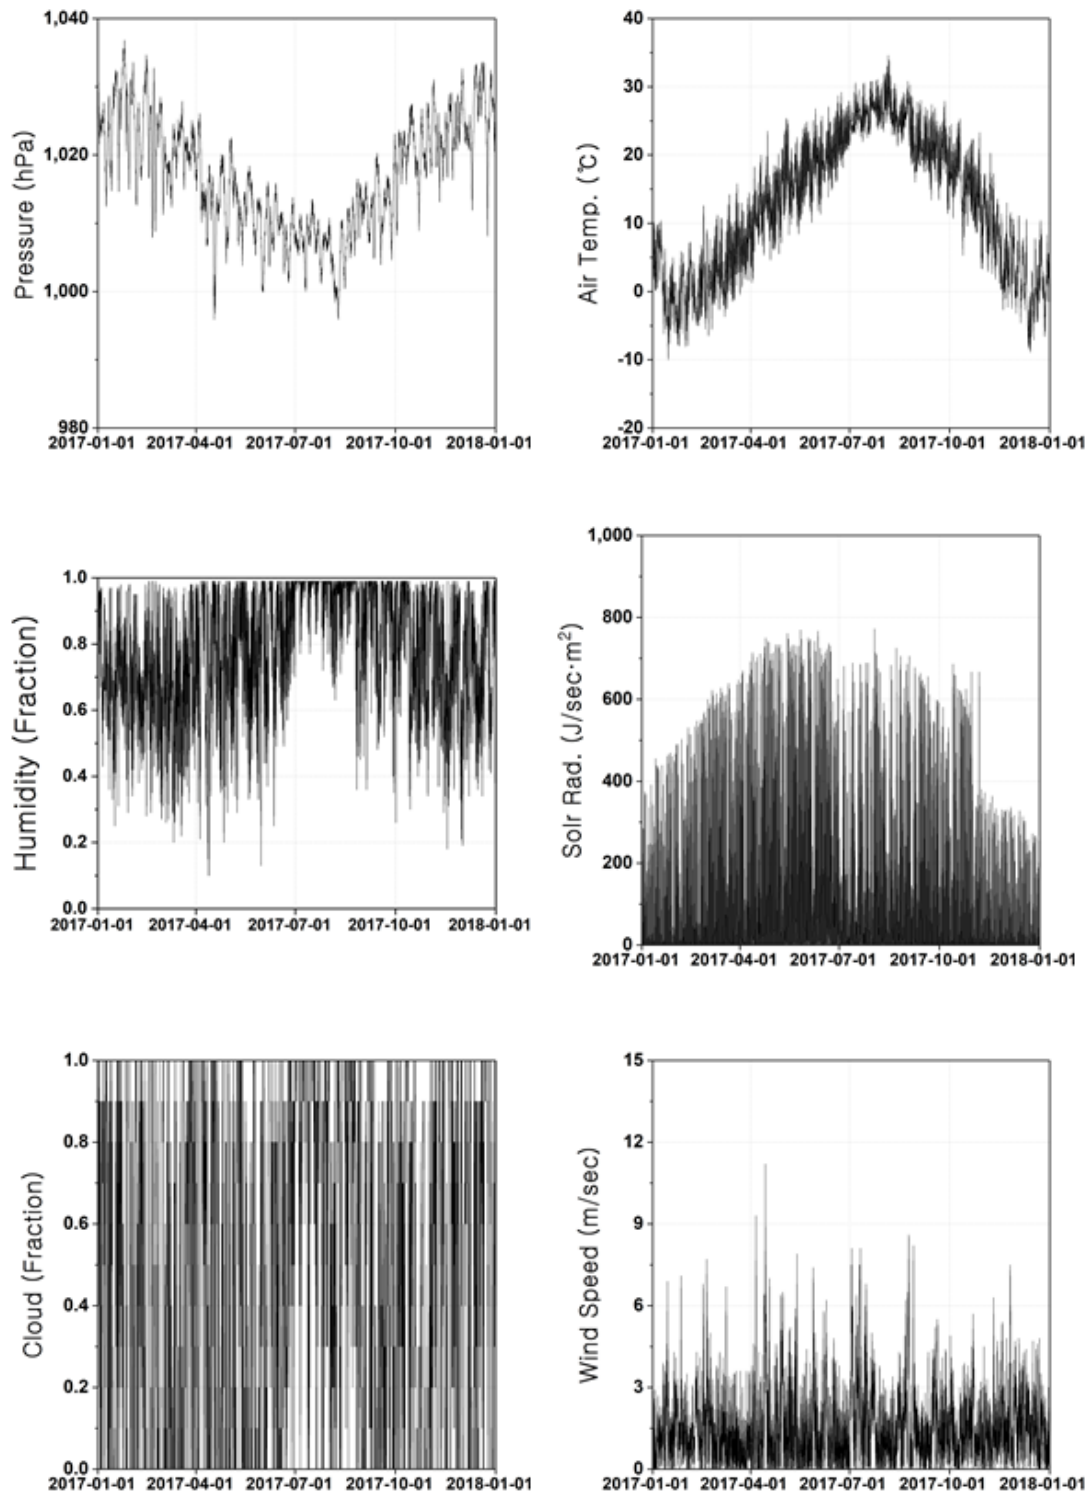 1,040
1,020
1,000
980
Pressure (hPa)
2017-01-01 2017-04-01 2017-07-01 2017-10-01 2018-01-01
40
30
20
10
0
-10
-20
Air Temp. (℃)
2017-01-01 2017-04-01 2017-07-01 2017-10-01 2018-01-01
1.0
0.8
0.6
0.4
0.2
0.0
Humidity (Fraction)
2017-01-01 2017-04-01 2017-07-01 2017-10-01 2018-01-01
1,000
800
600
400
200
0
Solr Rad. (J/sec·m²)
2017-01-01 2017-04-01 2017-07-01 2017-10-01 2018-01-01
1.0
0.8
0.6
0.4
0.2
0.0
Cloud (Fraction)
2017-01-01 2017-04-01 2017-07-01 2017-10-01 2018-01-01
15
12
9
6
3
0
Wind Speed (m/sec)
2017-01-01 2017-04-01 2017-07-01 2017-10-01 2018-01-01